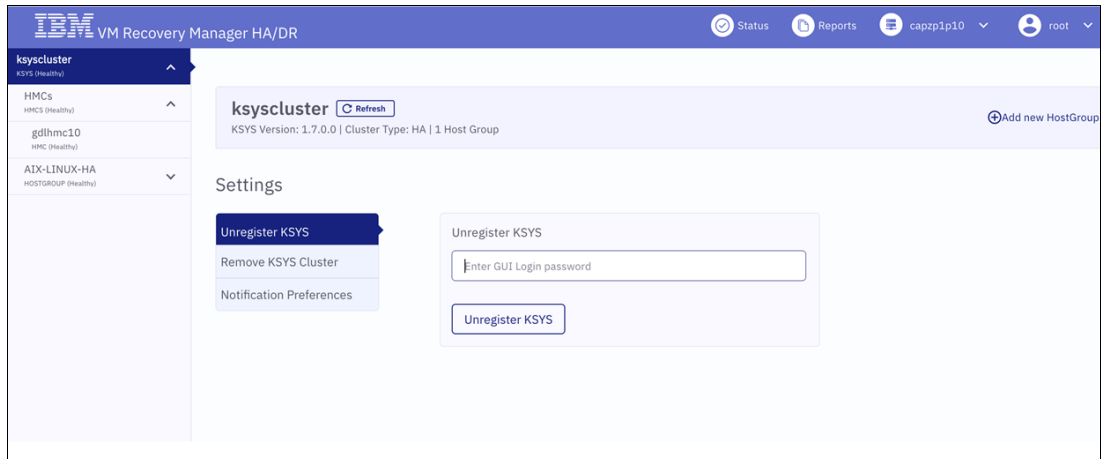 IBM VM Recovery Manager HA/DR
Status
Reports
capzp1p10
root
ksyscluster
KSYS (Healthy)
HMCs
HMCS (Healthy)
gdlhmc10
HMC (Healthy)
AIX-LINUX-HA
HOSTGROUP (Healthy)
ksyscluster Refresh
KSYS Version: 1.7.0.0 | Cluster Type: HA | 1 Host Group
Add new HostGroup
Settings
Unregister KSYS
Remove KSYS Cluster
Notification Preferences
Unregister KSYS
Enter GUI Login password
Unregister KSYS